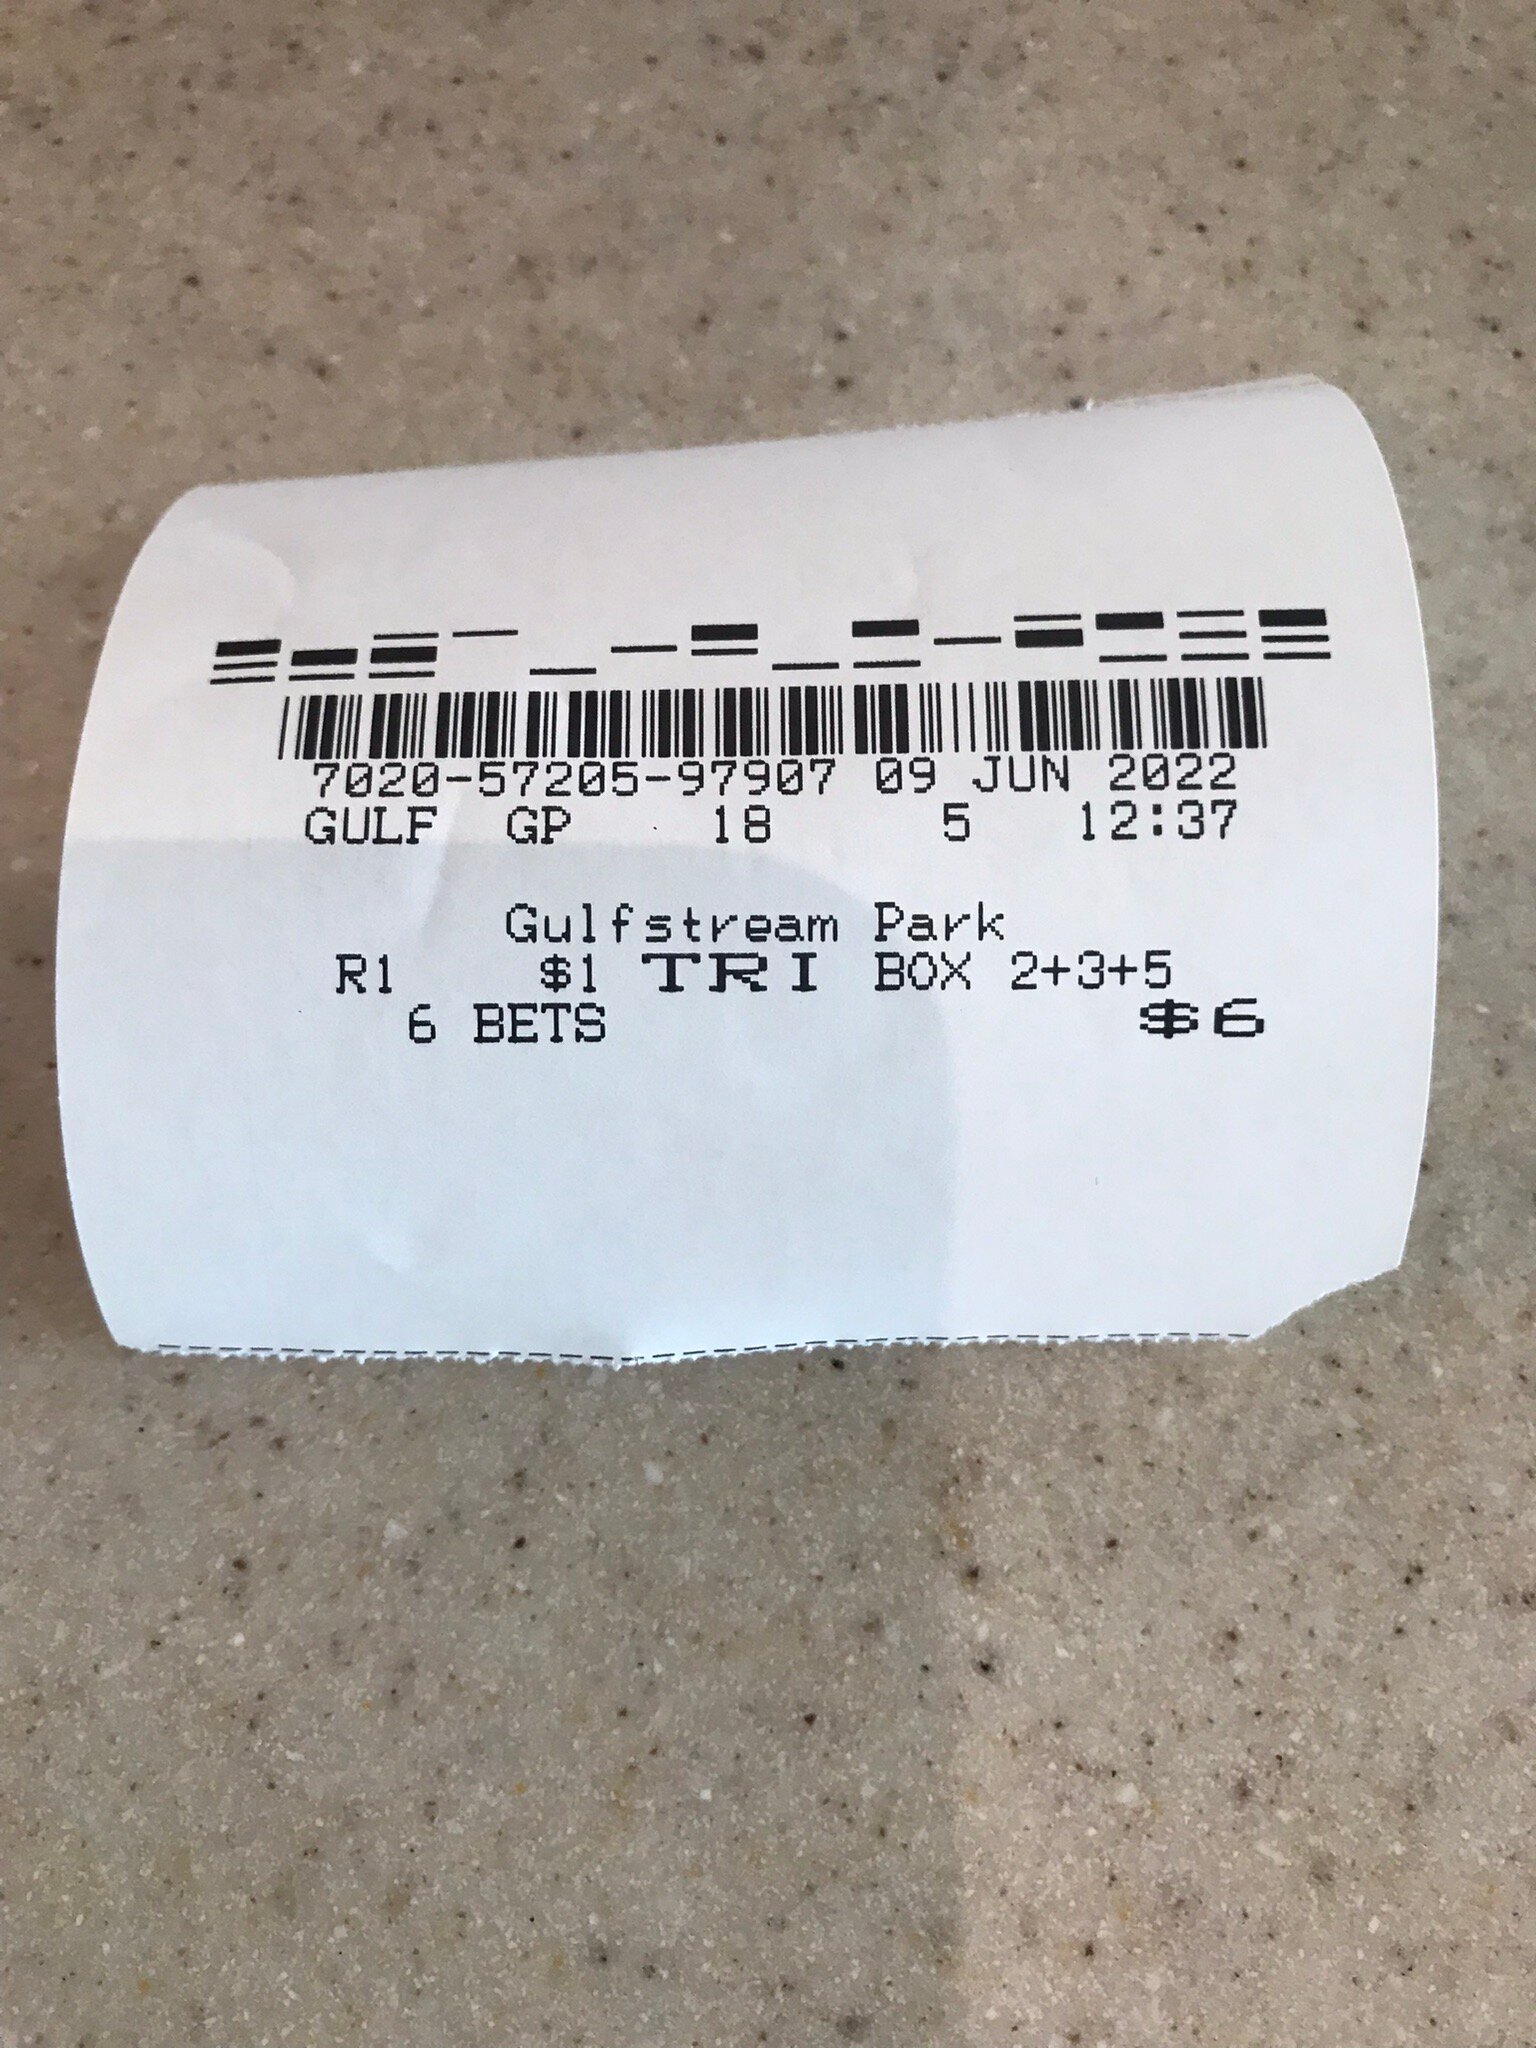 7020-57205-97907 09 JUN 2022
GULF GP 18 5 12:37
Gulfstream Park
R1 $1 TRI BOX 2+3+5
6 BETS $6